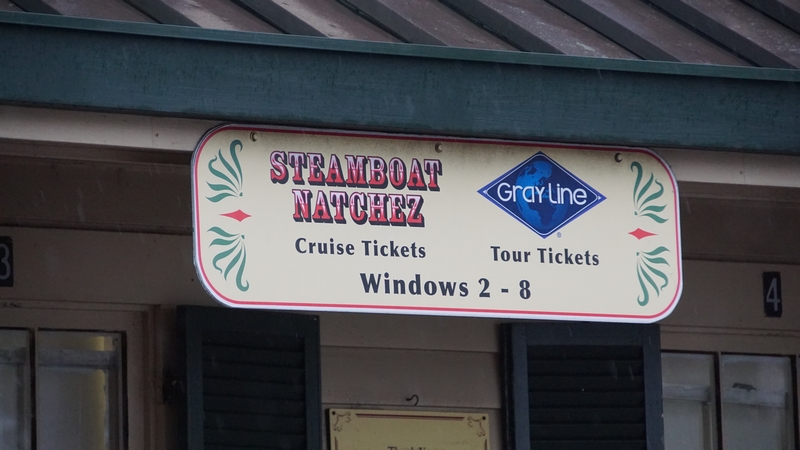 STEAMBOAT
NATCHEZ
Cruise Tickets
GRAY LINE
®
Tour Tickets
Windows 2 - 8
3
4